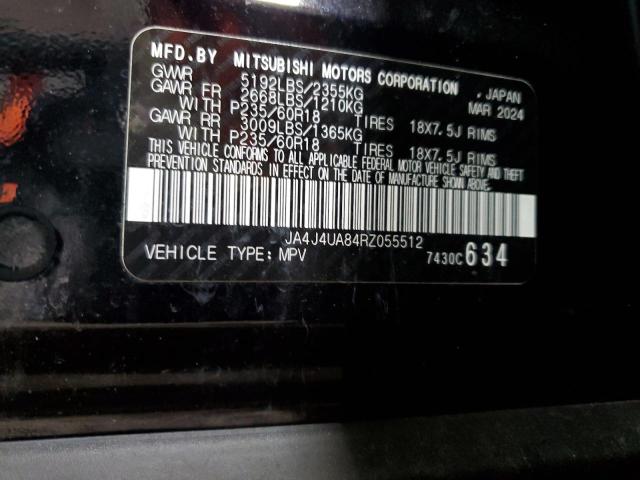 MFD.BY MITSUBISHI MOTORS CORPORATION , JAPAN
GVWR 5192LBS/2355KG MAR 2024
GAWR FR 2668LBS/1210KG
WITH P235/60R18 TIRES 18X7.5J RIMS
GAWR RR 3009LBS/1365KG
WITH P235/60R18 TIRES 18X7.5J RIMS
THIS VEHICLE CONFORMS TO ALL APPLICABLE FEDERAL MOTOR VEHICLE SAFETY AND THEFT
PREVENTION STANDARDS IN EFFECT ON THE DATE OF MANUFACTURE SHOWN ABOVE.
JA4J4UA84RZ055512
VEHICLE TYPE: MPV 7430C 634